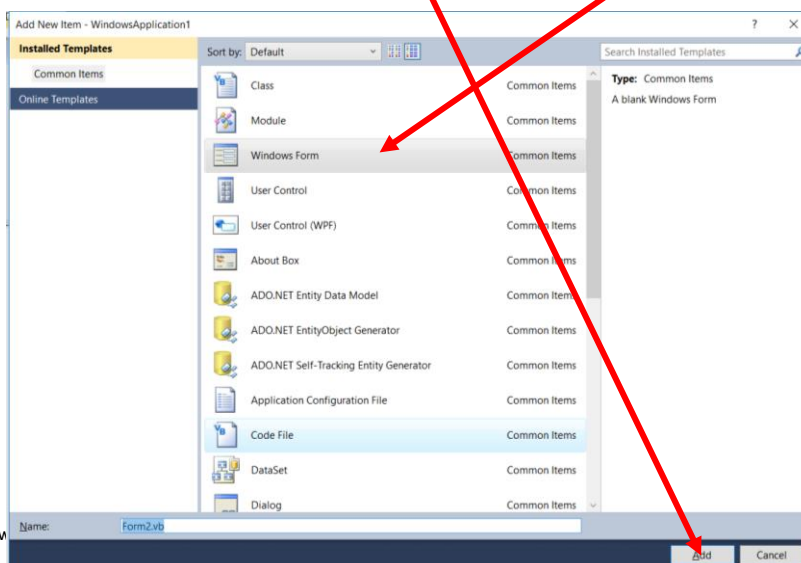 Add New Item - WindowsApplication1
Installed Templates
Common Items
Online Templates
Sort by: Default
Search Installed Templates
Class Common Items
Module Common Items
Windows Form Common Items
User Control Common Items
User Control (WPF) Common Items
About Box Common Items
ADO.NET Entity Data Model Common Items
ADO.NET EntityObject Generator Common Items
ADO.NET Self-Tracking Entity Generator Common Items
Application Configuration File Common Items
Code File Common Items
DataSet Common Items
Dialog Common Items
Type: Common Items
A blank Windows Form
Name: Form2.vb
Add Cancel